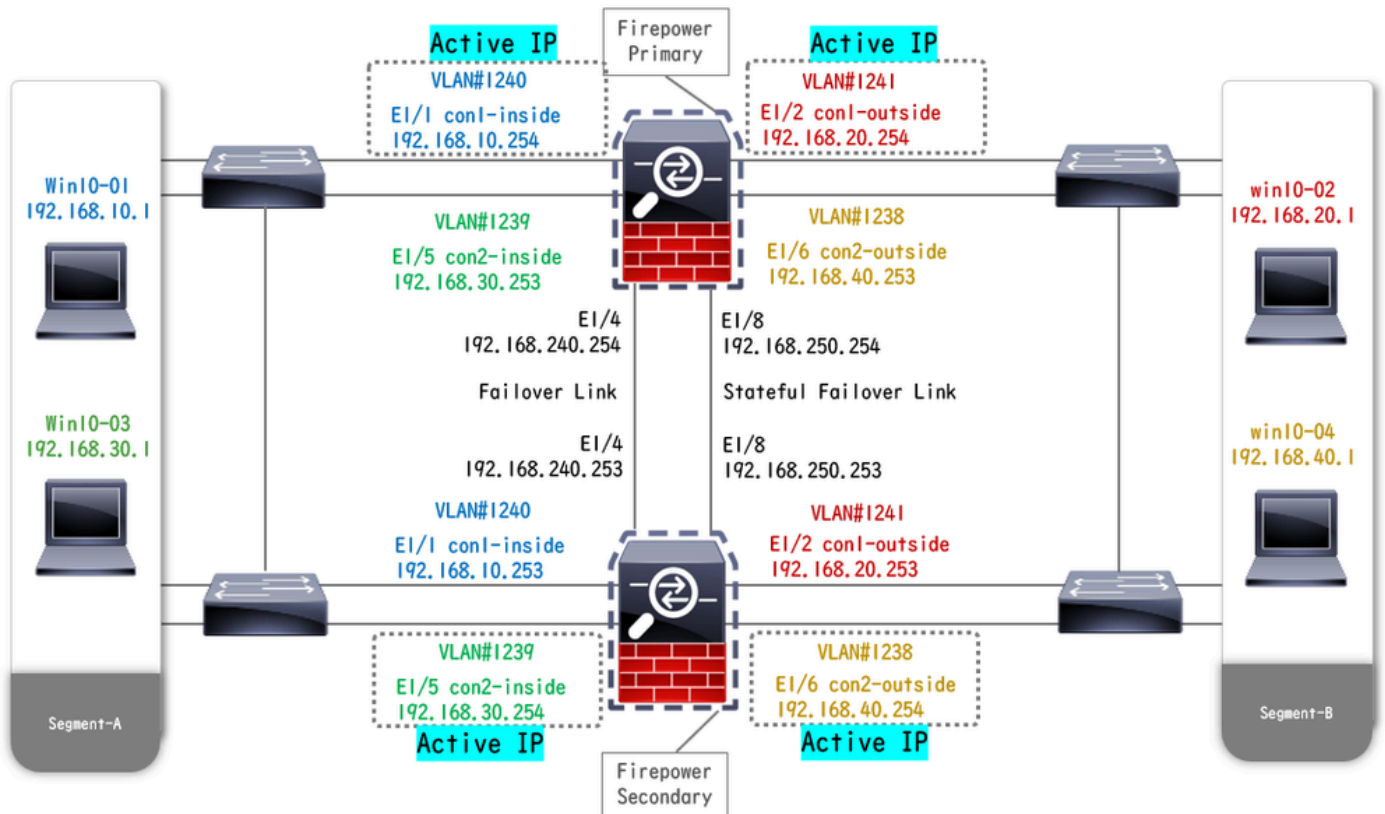 Firepower
Primary
Active IP
VLAN#1240
E1/1 con1-inside
192.168.10.254
Active IP
VLAN#1241
E1/2 con1-outside
192.168.20.254
Win10-01
192.168.10.1
win10-02
192.168.20.1
VLAN#1239
E1/5 con2-inside
192.168.30.253
VLAN#1238
E1/6 con2-outside
192.168.40.253
E1/4
192.168.240.254
E1/8
192.168.250.254
Failover Link
Stateful Failover Link
Win10-03
192.168.30.1
win10-04
192.168.40.1
E1/4
192.168.240.253
E1/8
192.168.250.253
VLAN#1240
E1/1 con1-inside
192.168.10.253
VLAN#1241
E1/2 con1-outside
192.168.20.253
VLAN#1239
E1/5 con2-inside
192.168.30.254
Active IP
VLAN#1238
E1/6 con2-outside
192.168.40.254
Active IP
Segment-A
Segment-B
Firepower
Secondary